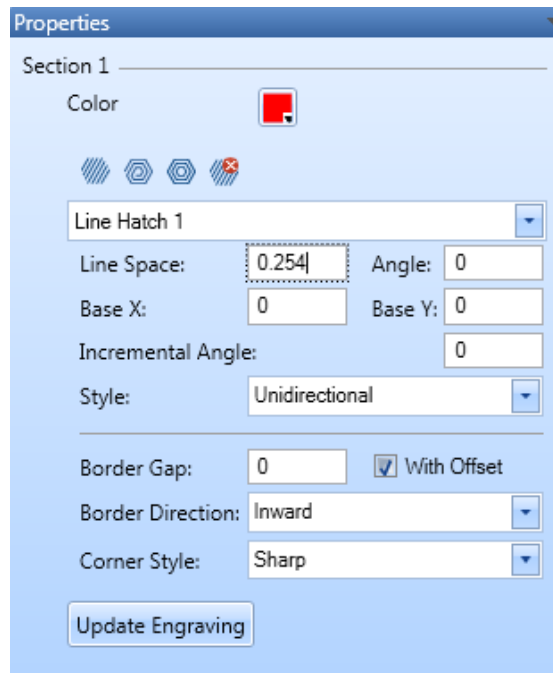 Properties
Section 1
Color
Line Hatch 1
Line Space: 0.254 Angle: 0
Base X: 0 Base Y: 0
Incremental Angle: 0
Style: Unidirectional
Border Gap: 0 With Offset
Border Direction: Inward
Corner Style: Sharp
Update Engraving